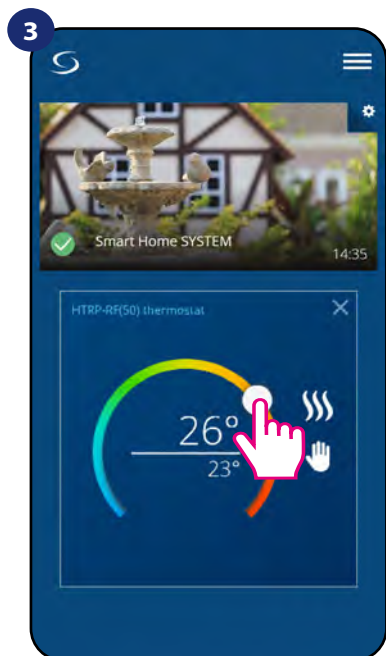 3
Smart Home SYSTEM
14:35
HTRP-RF(50) thermostat
26°
23°